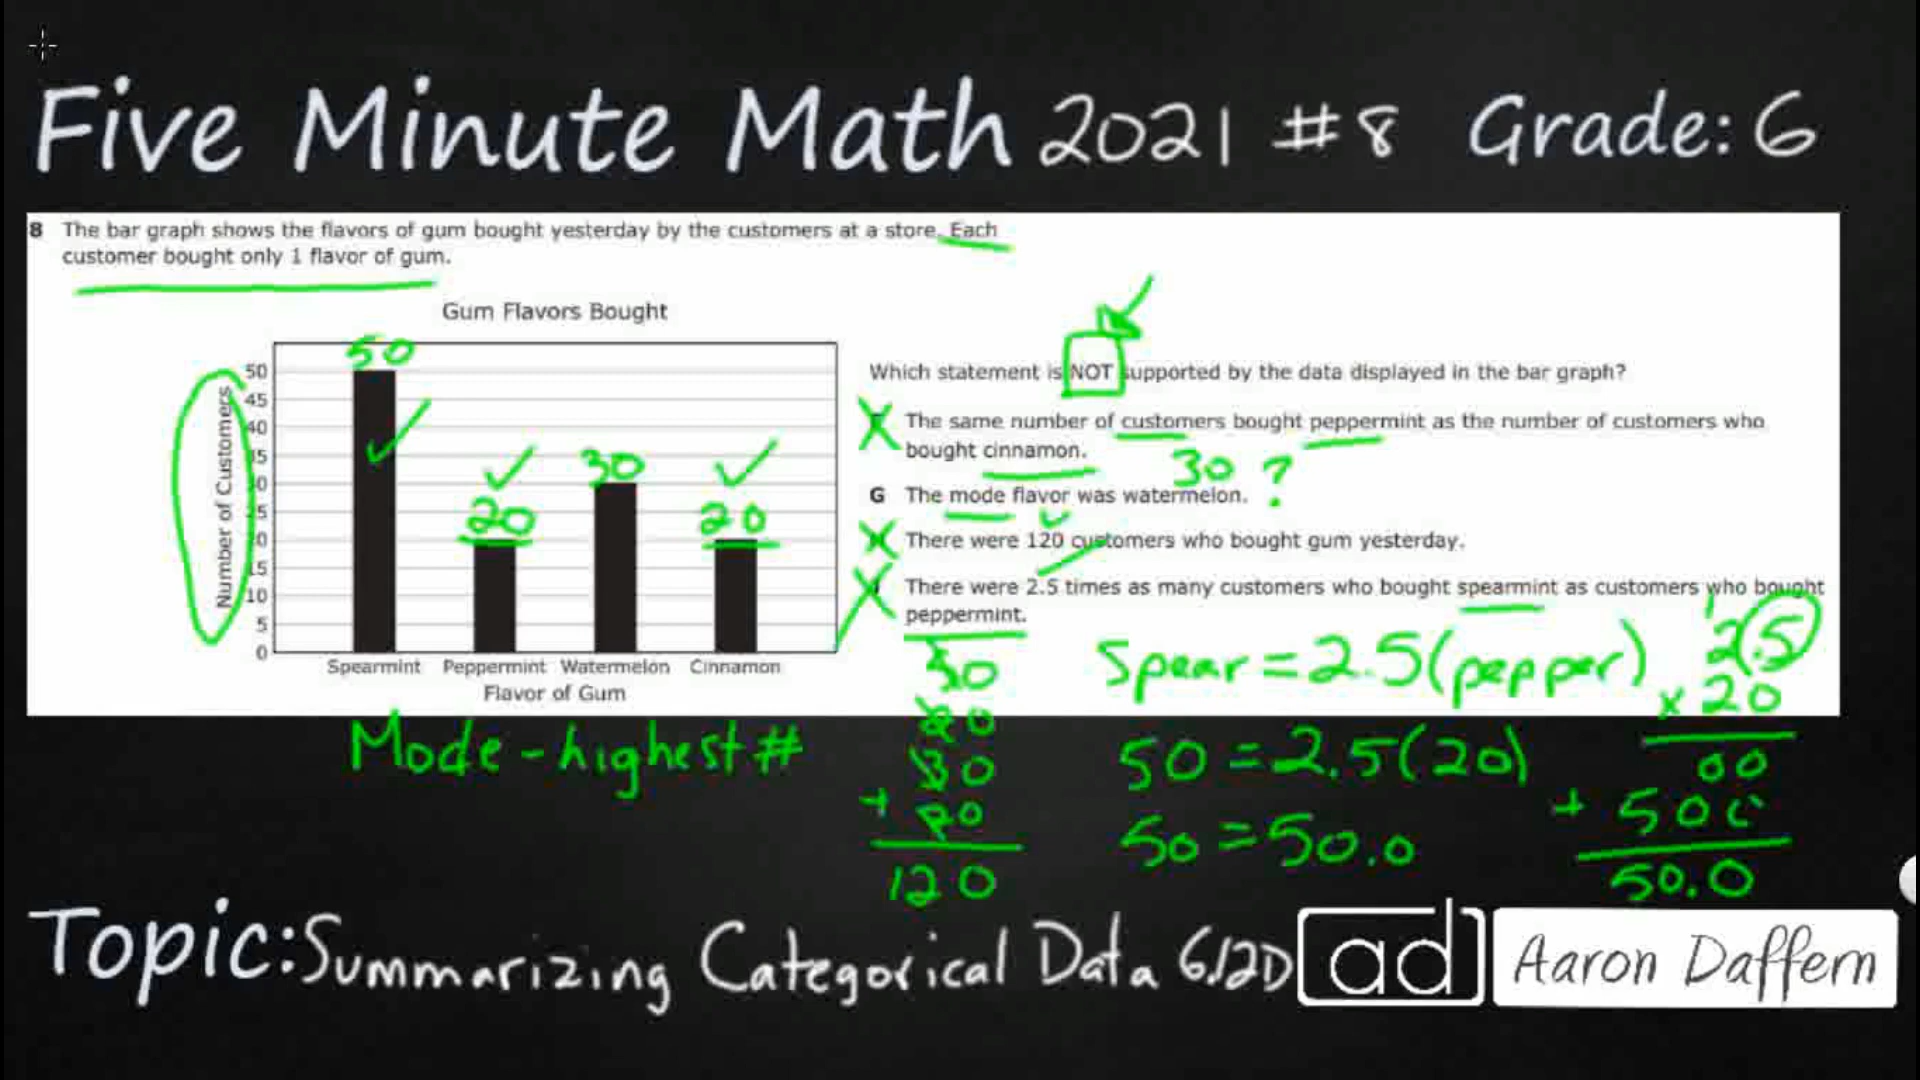 Five Minute Math 2021 #8 Grade: 6
8 The bar graph shows the flavors of gum bought yesterday by the customers at a store. Each
customer bought only 1 flavor of gum.
Gum Flavors Bought
Number of Customers
50
45
40
35
30
25
20
15
10
5
0
50
20
30
20
Spearmint Peppermint Watermelon Cinnamon
Flavor of Gum
Which statement is NOT supported by the data displayed in the bar graph?
The same number of customers bought peppermint as the number of customers who
bought cinnamon.
30 ?
G The mode flavor was watermelon.
There were 120 customers who bought gum yesterday.
There were 2.5 times as many customers who bought spearmint as customers who bought
peppermint.
Mode - highest #
20
30
+ 20
120
Spear = 2.5(pepper)
50 = 2.5(20)
50 = 50.0
1
2.5
x 20
00
+ 500
50.0
Topic: Summarizing Categorical Data 6.12D
ad Aaron Daffern